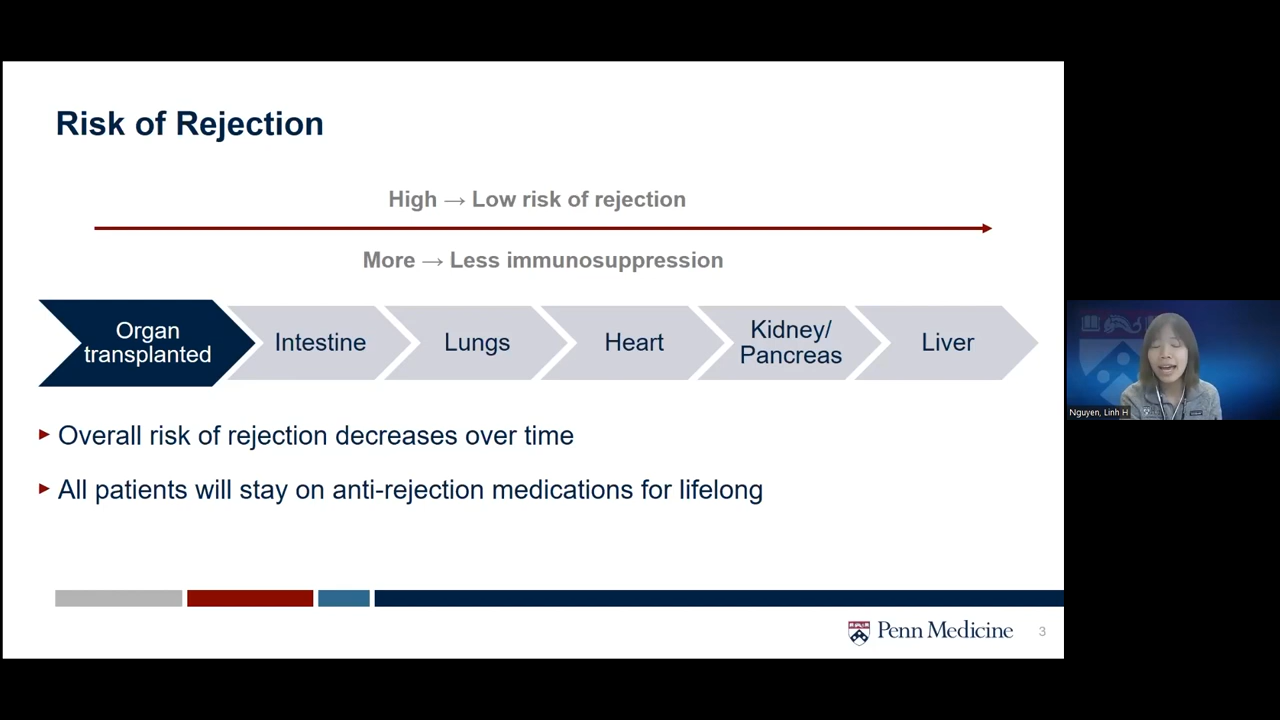 Risk of Rejection
High → Low risk of rejection
More → Less immunosuppression
Organ
transplanted
Intestine
Lungs
Heart
Kidney/
Pancreas
Liver
Overall risk of rejection decreases over time
All patients will stay on anti-rejection medications for lifelong
Nguyen, Linh H
Penn Medicine
3